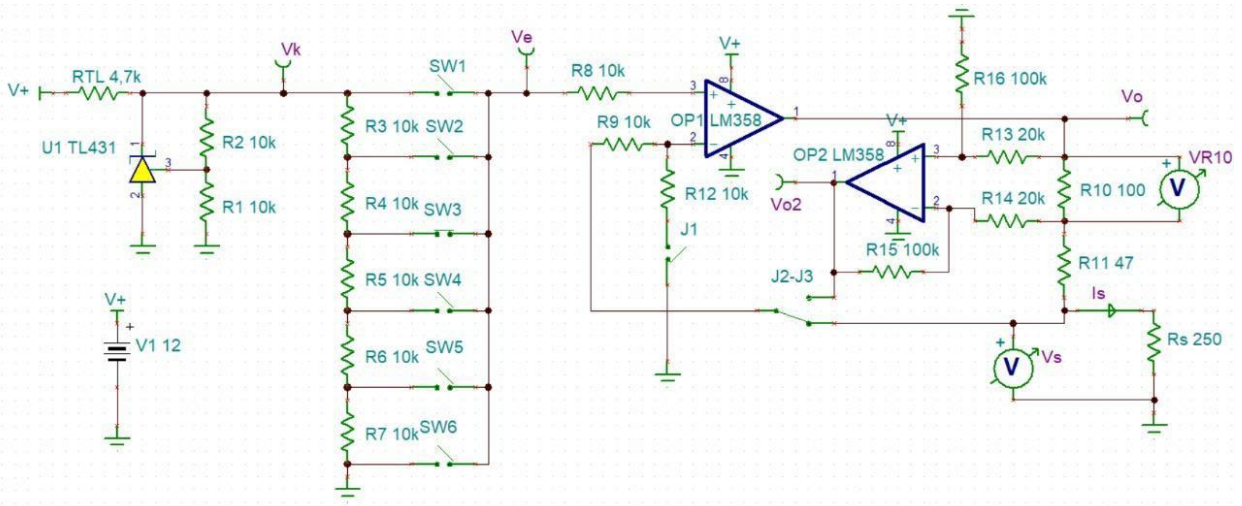 Vk
Ve
V+
RTL 4,7k
SW1
R8 10k
V+
R16 100k
Vo
U1 TL431
1
3
2
R2 10k
R1 10k
R3 10k
SW2
R9 10k
3
2
8
4
1
+
-
+
OP1 LM358
V+
OP2 LM358
R13 20k
VR10
+
V
R10 100
R4 10k
SW3
R12 10k
Vo2
1
8
4
3
2
+
-
+
R14 20k
J1
R15 100k
R11 47
R5 10k
SW4
J2-J3
Is
V+
+
V1 12
R6 10k
SW5
+
V
Vs
Rs 250
R7 10k
SW6